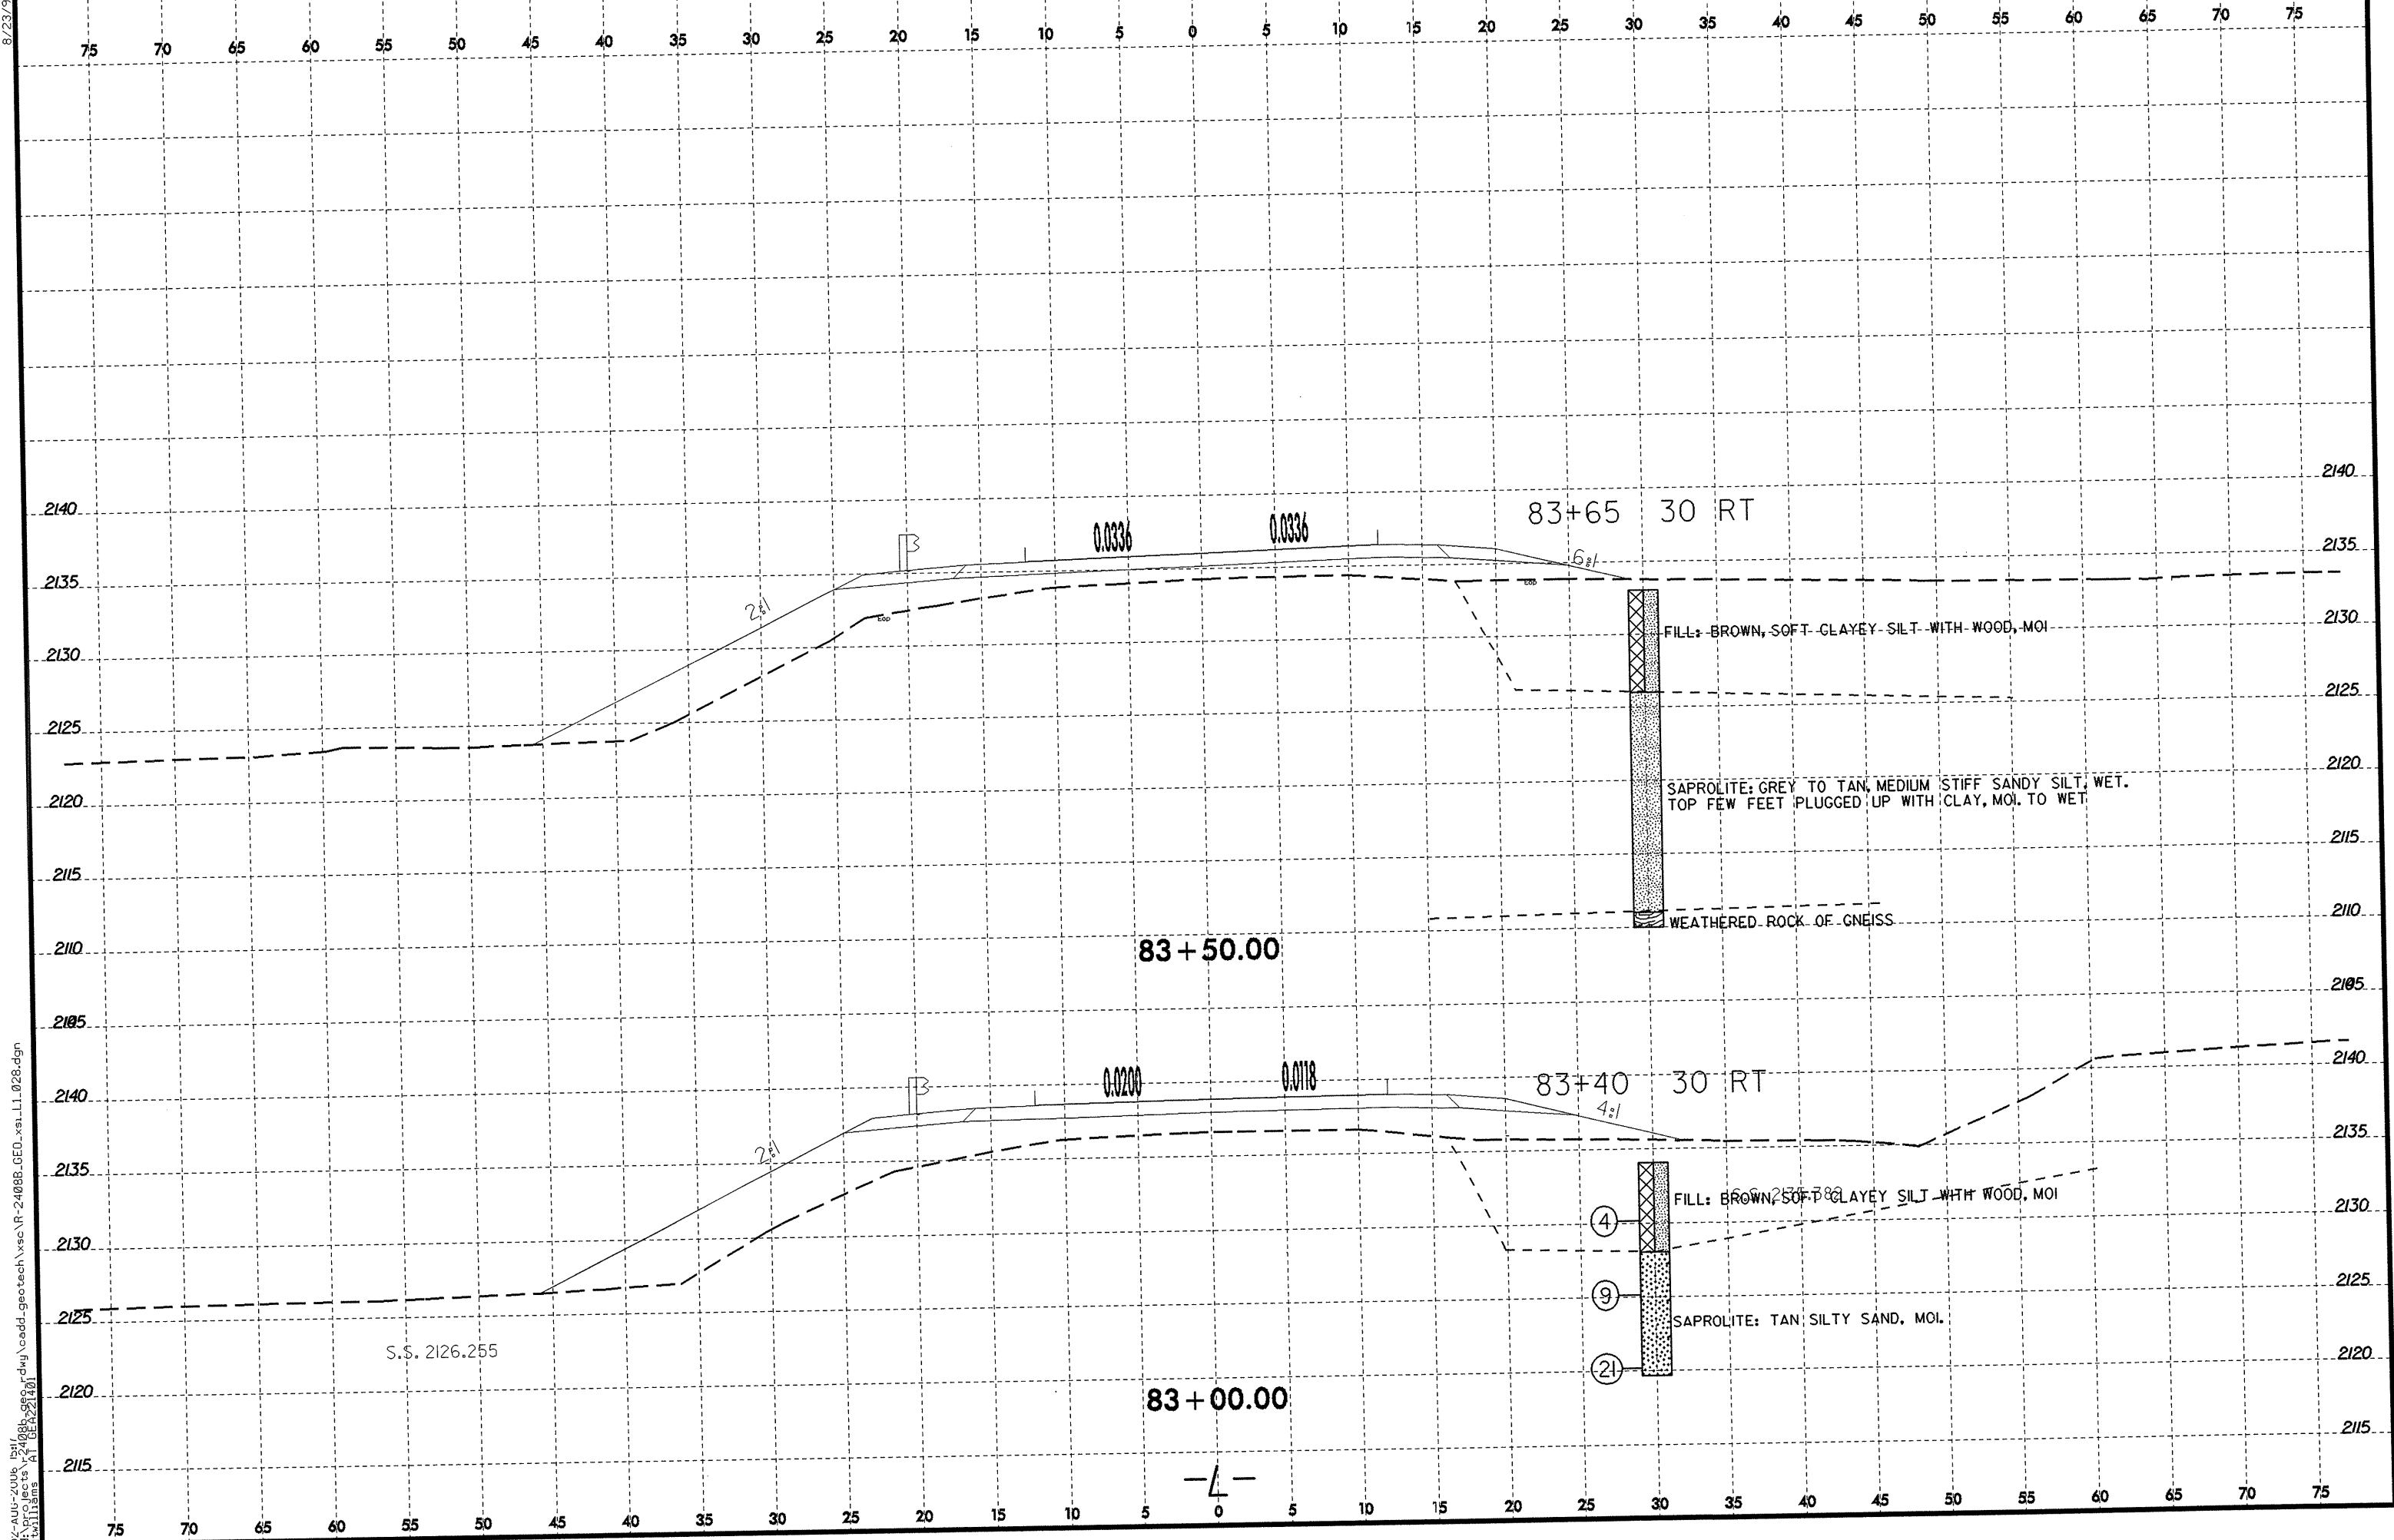 8/23/9
75 70 65 60 55 50 45 40 35 30 25 20 15 10 5 0 5 10 15 20 25 30 35 40 45 50 55 60 65 70 75
2140 2140
83+65 30 RT
0.0336 0.0336
2135 2135
6:1
2:1
EOP EOP
2130 2130
FILL: BROWN, SOFT CLAYEY SILT WITH WOOD, MOI
2125 2125
2120 2120
SAPROLITE: GREY TO TAN, MEDIUM STIFF SANDY SILT, WET.
TOP FEW FEET PLUGGED UP WITH CLAY, MOI. TO WET
2115 2115
2110 2110
WEATHERED ROCK OF GNEISS
83+50.00
2105 2105
2140 2140
0.0200 0.0118
83+40 30 RT
4:1
2135 2135
2:1
FILL: BROWN, SOFT CLAYEY SILT WITH WOOD, MOI
4
2130 2130
9
2125 2125
SAPROLITE: TAN SILTY SAND, MOI.
S.S. 2126.255
21
2120 2120
83+00.00
2115 2115
-L-
75 70 65 60 55 50 45 40 35 30 25 20 15 10 5 0 5 10 15 20 25 30 35 40 45 50 55 60 65 70 75